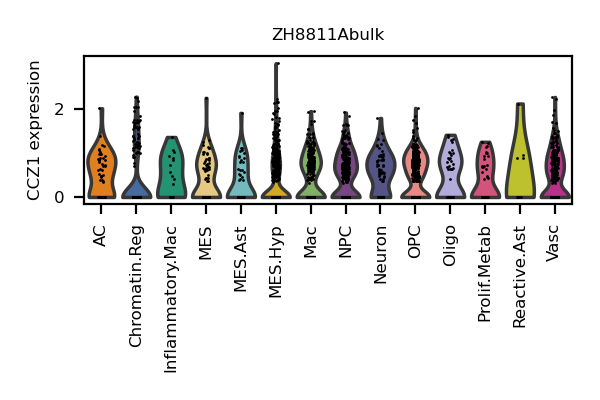 ZH8811Abulk
CCZ1 expression
2
0
AC
Chromatin.Reg
Inflammatory.Mac
MES
MES.Ast
MES.Hyp
Mac
NPC
Neuron
OPC
Oligo
Prolif.Metab
Reactive.Ast
Vasc